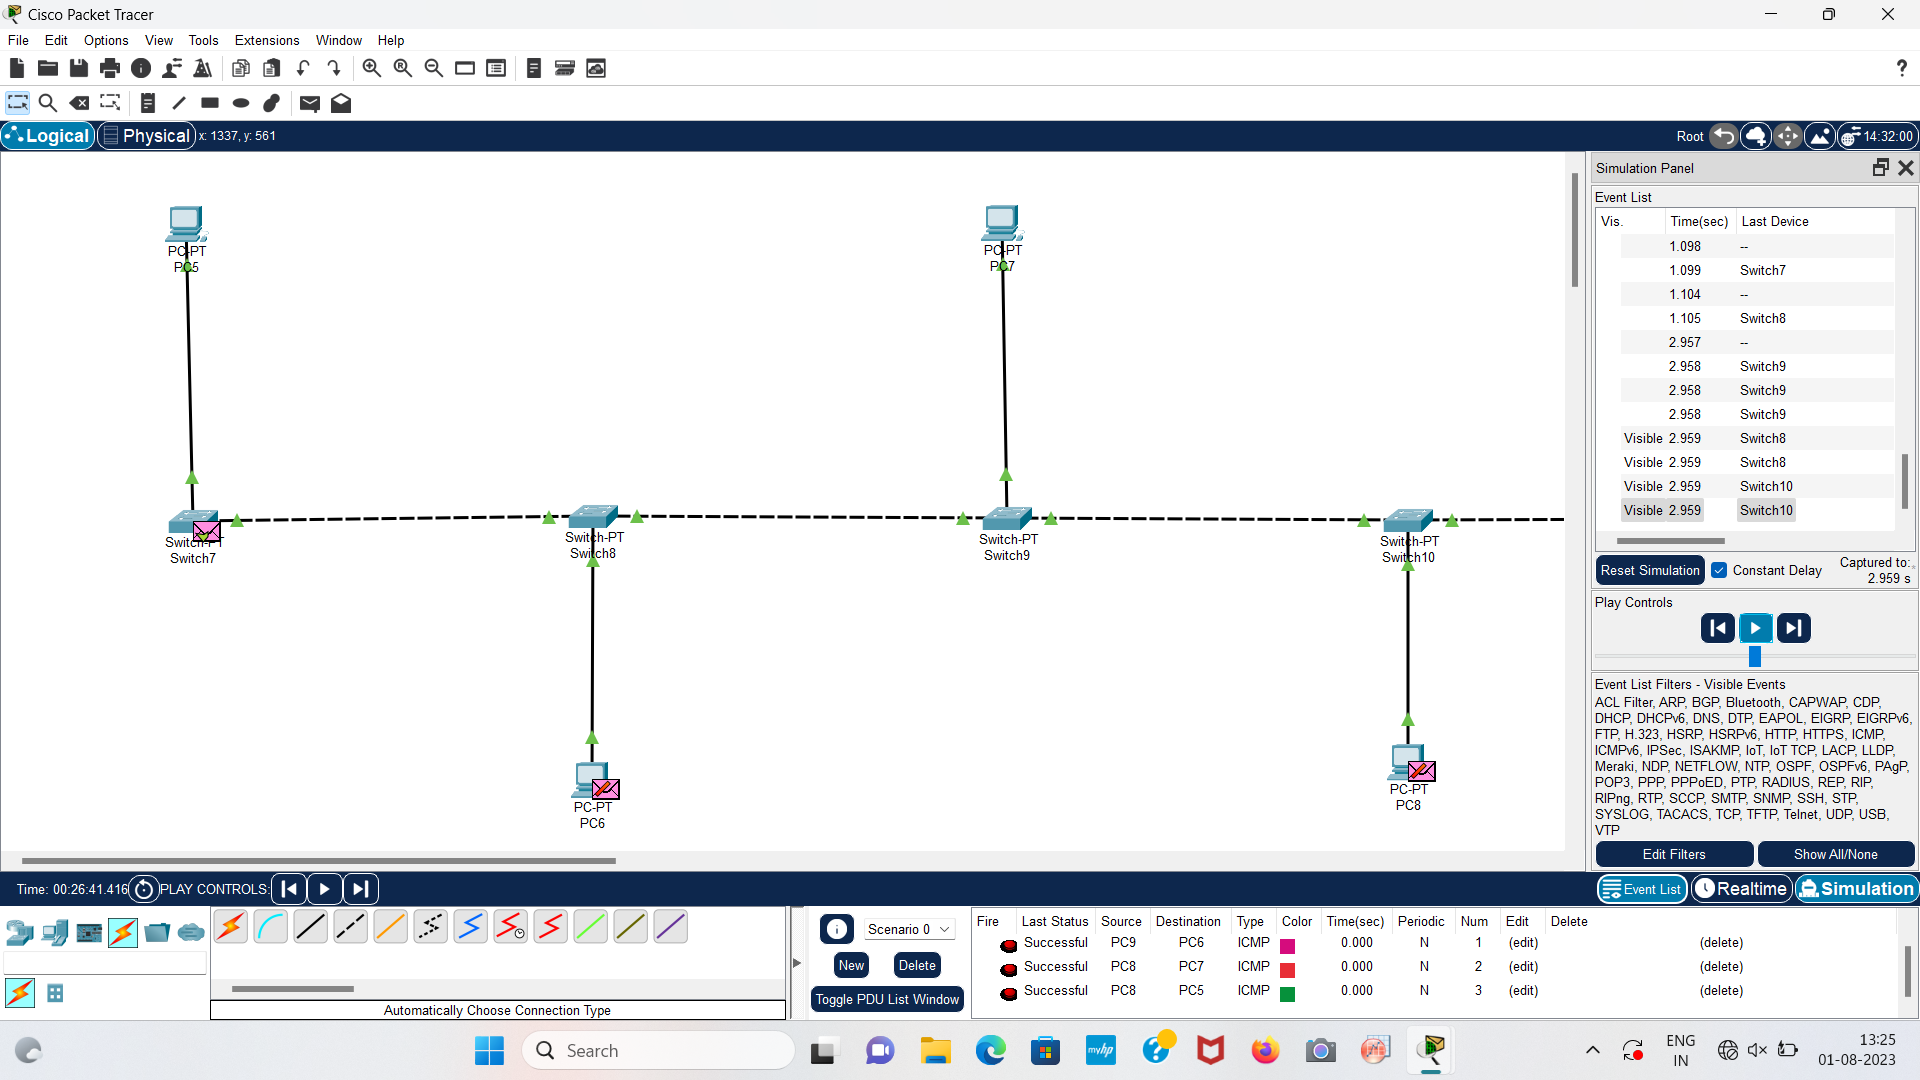 Cisco Packet Tracer
File Edit Options View Tools Extensions Window Help
?
Logical Physical x: 1337, y: 561 Root 14:32:00
PC-PT
PC5
PC-PT
PC7
Switch-PT
Switch7
Switch-PT
Switch8
Switch-PT
Switch9
Switch-PT
Switch10
PC-PT
PC6
PC-PT
PC8
Simulation Panel
Event List
Vis. Time(sec) Last Device
1.098 --
1.099 Switch7
1.104 --
1.105 Switch8
2.957 --
2.958 Switch9
2.958 Switch9
2.958 Switch9
Visible 2.959 Switch8
Visible 2.959 Switch8
Visible 2.959 Switch10
Visible 2.959 Switch10
Reset Simulation Constant Delay Captured to:
2.959 s
Play Controls
Event List Filters - Visible Events
ACL Filter, ARP, BGP, Bluetooth, CAPWAP, CDP,
DHCP, DHCPv6, DNS, DTP, EAPOL, EIGRP, EIGRPv6,
FTP, H.323, HSRP, HSRPv6, HTTP, HTTPS, ICMP,
ICMPv6, IPSec, ISAKMP, IoT, IoT TCP, LACP, LLDP,
Meraki, NDP, NETFLOW, NTP, OSPF, OSPFv6, PAgP,
POP3, PPP, PPPoED, PTP, RADIUS, REP, RIP,
RIPng, RTP, SCCP, SMTP, SNMP, SSH, STP,
SYSLOG, TACACS, TCP, TFTP, Telnet, UDP, USB,
VTP
Edit Filters Show All/None
Time: 00:26:41.416 PLAY CONTROLS: Event List Realtime Simulation
Automatically Choose Connection Type
Scenario 0
New Delete
Toggle PDU List Window
Fire Last Status Source Destination Type Color Time(sec) Periodic Num Edit Delete
Successful PC9 PC6 ICMP 0.000 N 1 (edit) (delete)
Successful PC8 PC7 ICMP 0.000 N 2 (edit) (delete)
Successful PC8 PC5 ICMP 0.000 N 3 (edit) (delete)
Search
myhp
ENG
IN
13:25
01-08-2023